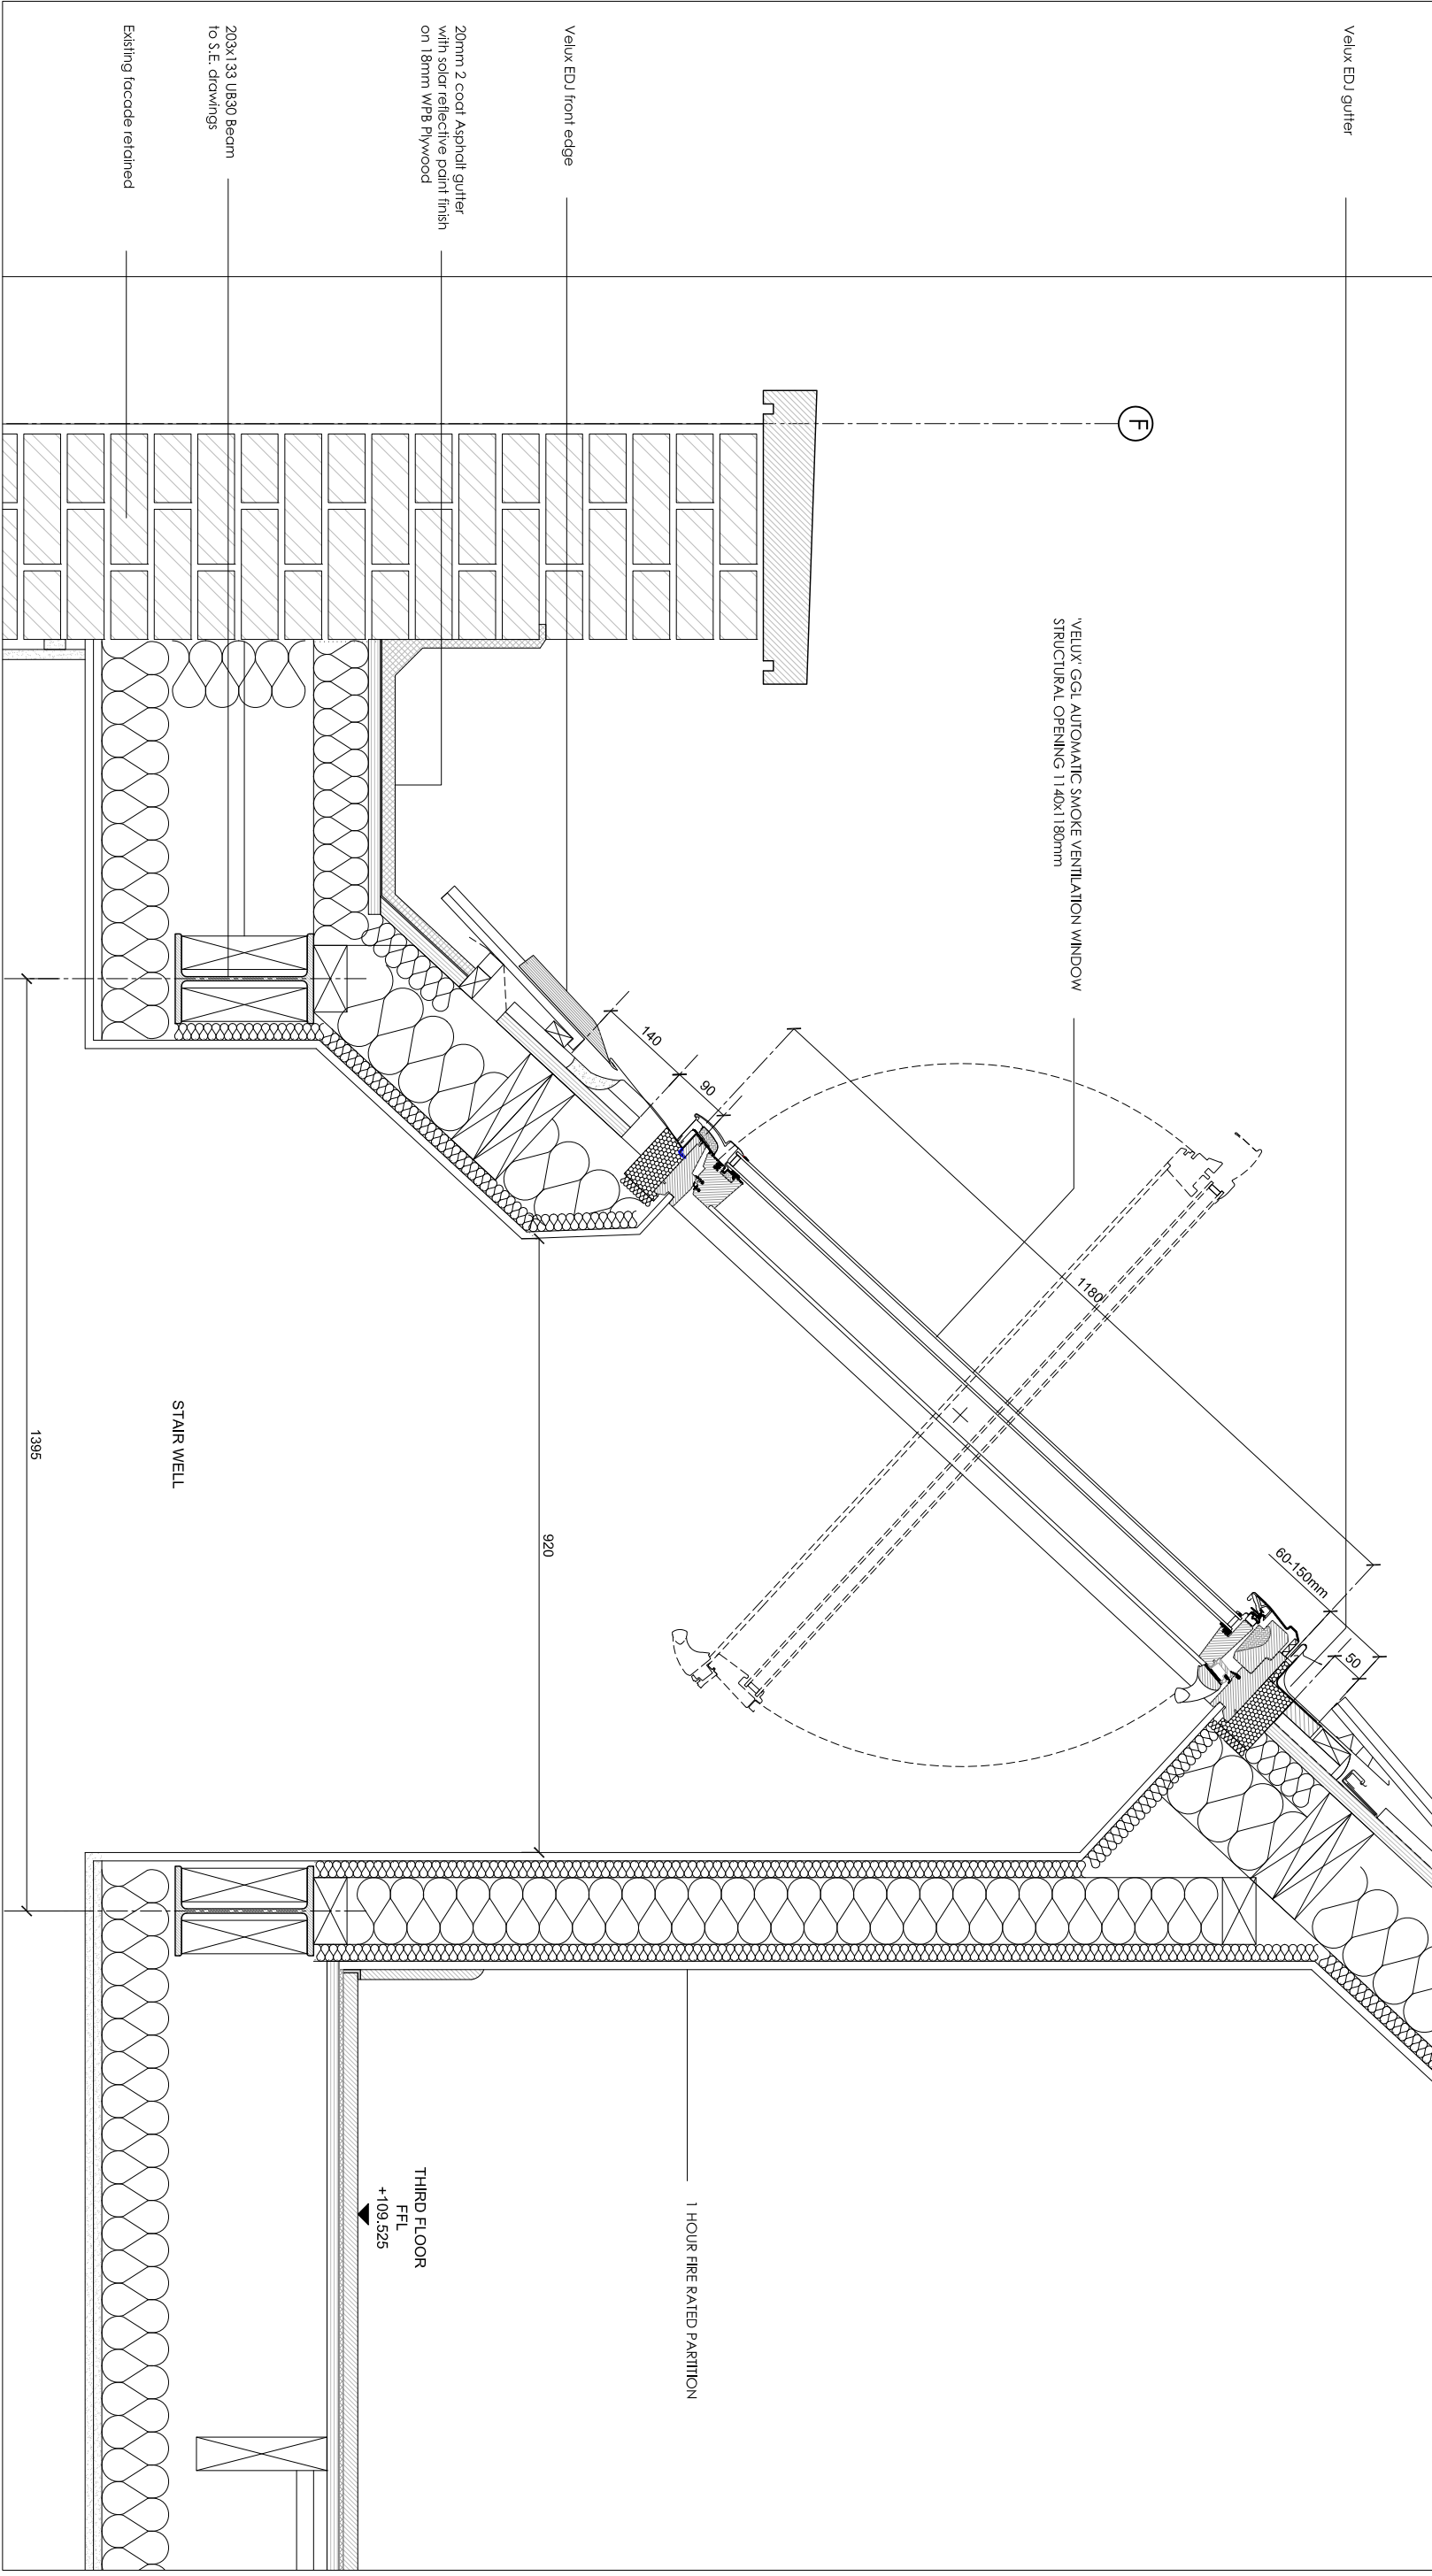 Velux EDJ gutter
Velux EDJ front edge
20mm 2 coat Asphalt gutter
with solar reflective paint finish
on 18mm WPB Plywood
203x133 UB30 Beam
to S.E. drawings
Existing facade retained
F
'VELUX' GGL AUTOMATIC SMOKE VENTILATION WINDOW
STRUCTURAL OPENING 1140x1180mm
140
90
1180
60-150mm
50
920
STAIR WELL
1395
1 HOUR FIRE RATED PARTITION
THIRD FLOOR
FFL
+109.525